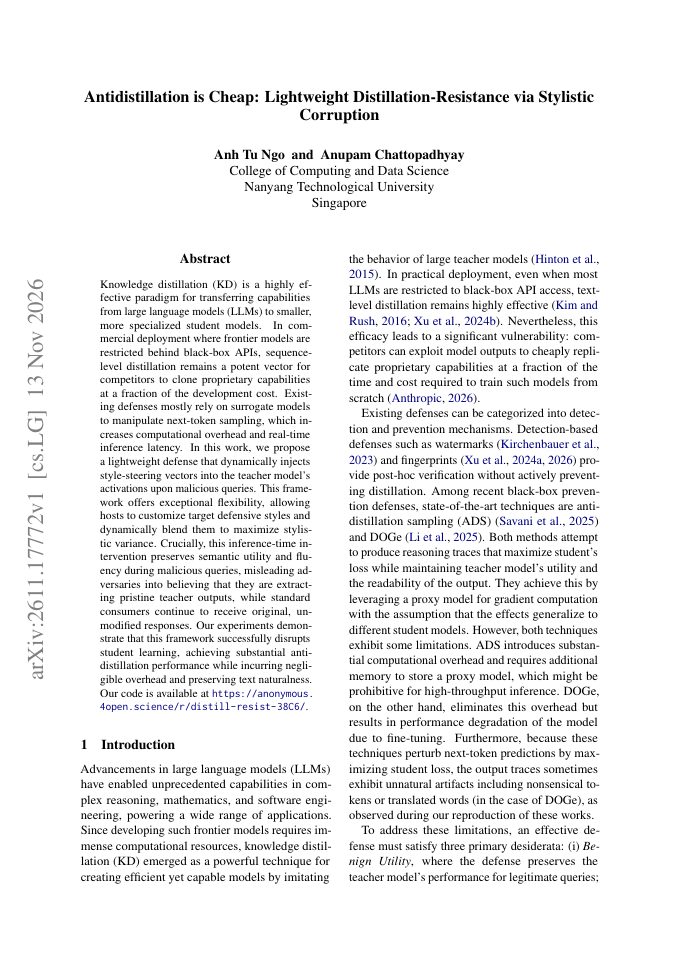 arXiv:2611.17772v1 [cs.LG] 13 Nov 2026
Antidistillation is Cheap: Lightweight Distillation-Resistance via Stylistic
Corruption
Anh Tu Ngo and Anupam Chattopadhyay
College of Computing and Data Science
Nanyang Technological University
Singapore
Abstract
Knowledge distillation (KD) is a highly ef-
fective paradigm for transferring capabilities
from large language models (LLMs) to smaller,
more specialized student models. In com-
mercial deployment where frontier models are
restricted behind black-box APIs, sequence-
level distillation remains a potent vector for
competitors to clone proprietary capabilities
at a fraction of the development cost. Exist-
ing defenses mostly rely on surrogate models
to manipulate next-token sampling, which in-
creases computational overhead and real-time
inference latency. In this work, we propose
a lightweight defense that dynamically injects
style-steering vectors into the teacher model's
activations upon malicious queries. This frame-
work offers exceptional flexibility, allowing
hosts to customize target defensive styles and
dynamically blend them to maximize stylis-
tic variance. Crucially, this inference-time in-
tervention preserves semantic utility and flu-
ency during malicious queries, misleading ad-
versaries into believing that they are extract-
ing pristine teacher outputs, while standard
consumers continue to receive original, un-
modified responses. Our experiments demon-
strate that this framework successfully disrupts
student learning, achieving substantial anti-
distillation performance while incurring negli-
gible overhead and preserving text naturalness.
Our code is available at https://anonymous.
4open.science/r/distill-resist-38C6/.
1 Introduction
Advancements in large language models (LLMs)
have enabled unprecedented capabilities in com-
plex reasoning, mathematics, and software engi-
neering, powering a wide range of applications.
Since developing such frontier models requires im-
mense computational resources, knowledge distil-
lation (KD) emerged as a powerful technique for
creating efficient yet capable models by imitating
the behavior of large teacher models (Hinton et al.,
2015). In practical deployment, even when most
LLMs are restricted to black-box API access, text-
level distillation remains highly effective (Kim and
Rush, 2016; Xu et al., 2024b). Nevertheless, this
efficacy leads to a significant vulnerability: com-
petitors can exploit model outputs to cheaply repli-
cate proprietary capabilities at a fraction of the
time and cost required to train such models from
scratch (Anthropic, 2026).
Existing defenses can be categorized into detec-
tion and prevention mechanisms. Detection-based
defenses such as watermarks (Kirchenbauer et al.,
2023) and fingerprints (Xu et al., 2024a, 2026) pro-
vide post-hoc verification without actively prevent-
ing distillation. Among recent black-box preven-
tion defenses, state-of-the-art techniques are anti-
distillation sampling (ADS) (Savani et al., 2025)
and DOGe (Li et al., 2025). Both methods attempt
to produce reasoning traces that maximize student's
loss while maintaining teacher model's utility and
the readability of the output. They achieve this by
leveraging a proxy model for gradient computation
with the assumption that the effects generalize to
different student models. However, both techniques
exhibit some limitations. ADS introduces substan-
tial computational overhead and requires additional
memory to store a proxy model, which might be
prohibitive for high-throughput inference. DOGe,
on the other hand, eliminates this overhead but
results in performance degradation of the model
due to fine-tuning. Furthermore, because these
techniques perturb next-token predictions by max-
imizing student loss, the output traces sometimes
exhibit unnatural artifacts including nonsensical to-
kens or translated words (in the case of DOGe), as
observed during our reproduction of these works.
To address these limitations, an effective de-
fense must satisfy three primary desiderata: (i) Be-
nign Utility, where the defense preserves the
teacher model's performance for legitimate queries;